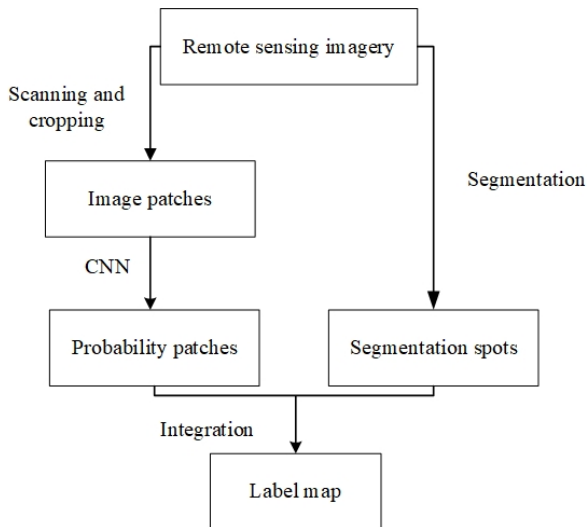 Remote sensing imagery
Scanning and
cropping
Segmentation
Image patches
CNN
Probability patches
Segmentation spots
Integration
Label map